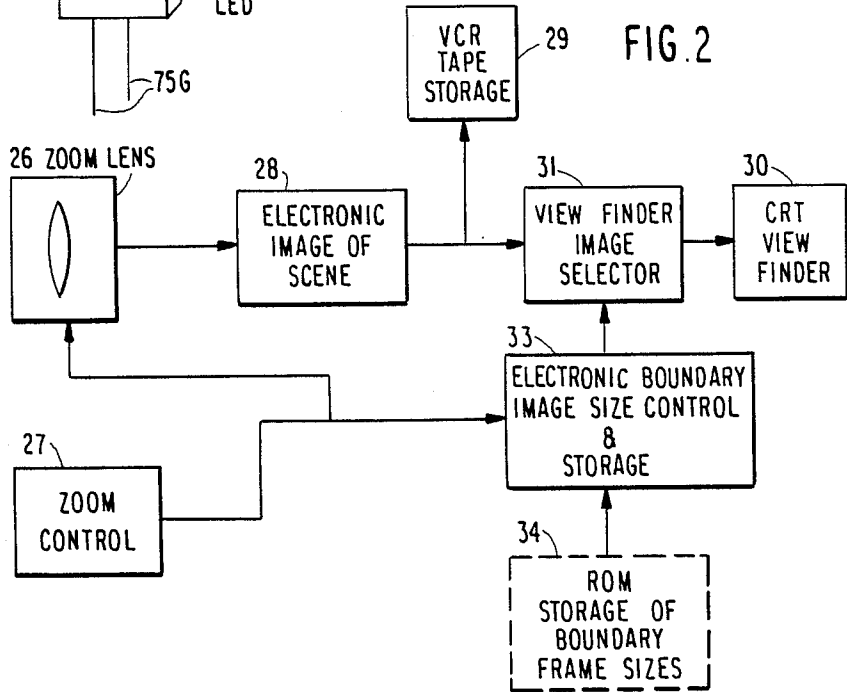 LED
75G
VCR
TAPE
STORAGE
29
FIG.2
26 ZOOM LENS
28
ELECTRONIC
IMAGE OF
SCENE
31
VIEW FINDER
IMAGE
SELECTOR
30
CRT
VIEW
FINDER
33
ELECTRONIC BOUNDARY
IMAGE SIZE CONTROL
&
STORAGE
27
ZOOM
CONTROL
34
ROM
STORAGE OF
BOUNDARY
FRAME SIZES